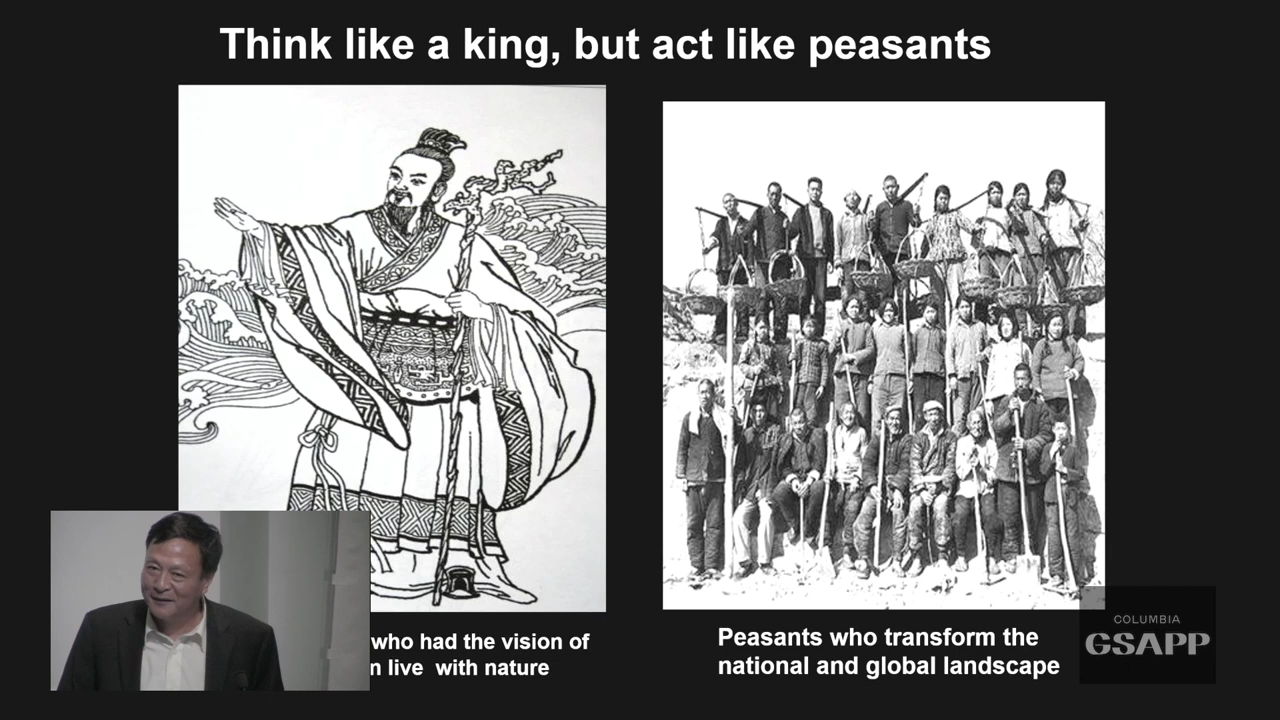 Think like a king, but act like peasants
who had the vision of
n live with nature
Peasants who transform the
national and global landscape
COLUMBIA
GSAPP